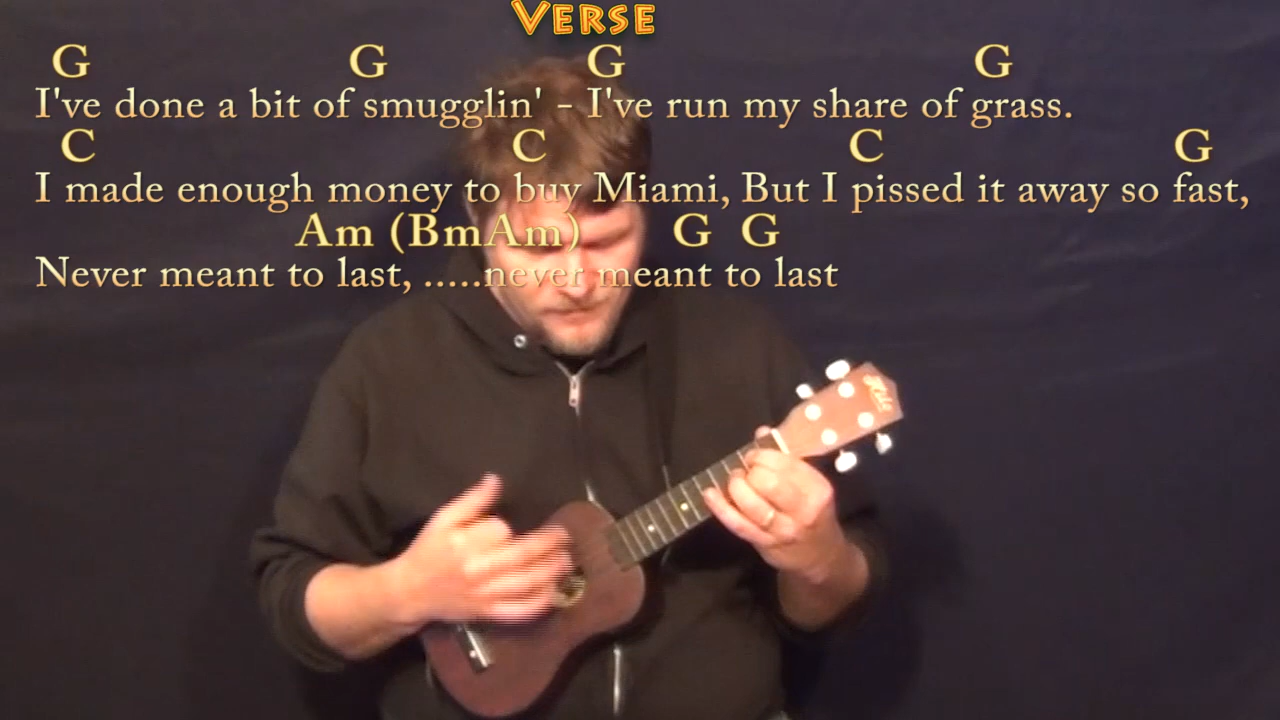 VERSE
G G G G
I've done a bit of smugglin' - I've run my share of grass.
C C C G
I made enough money to buy Miami, But I pissed it away so fast,
Am (BmAm) G G
Never meant to last, .....never meant to last
Hilo